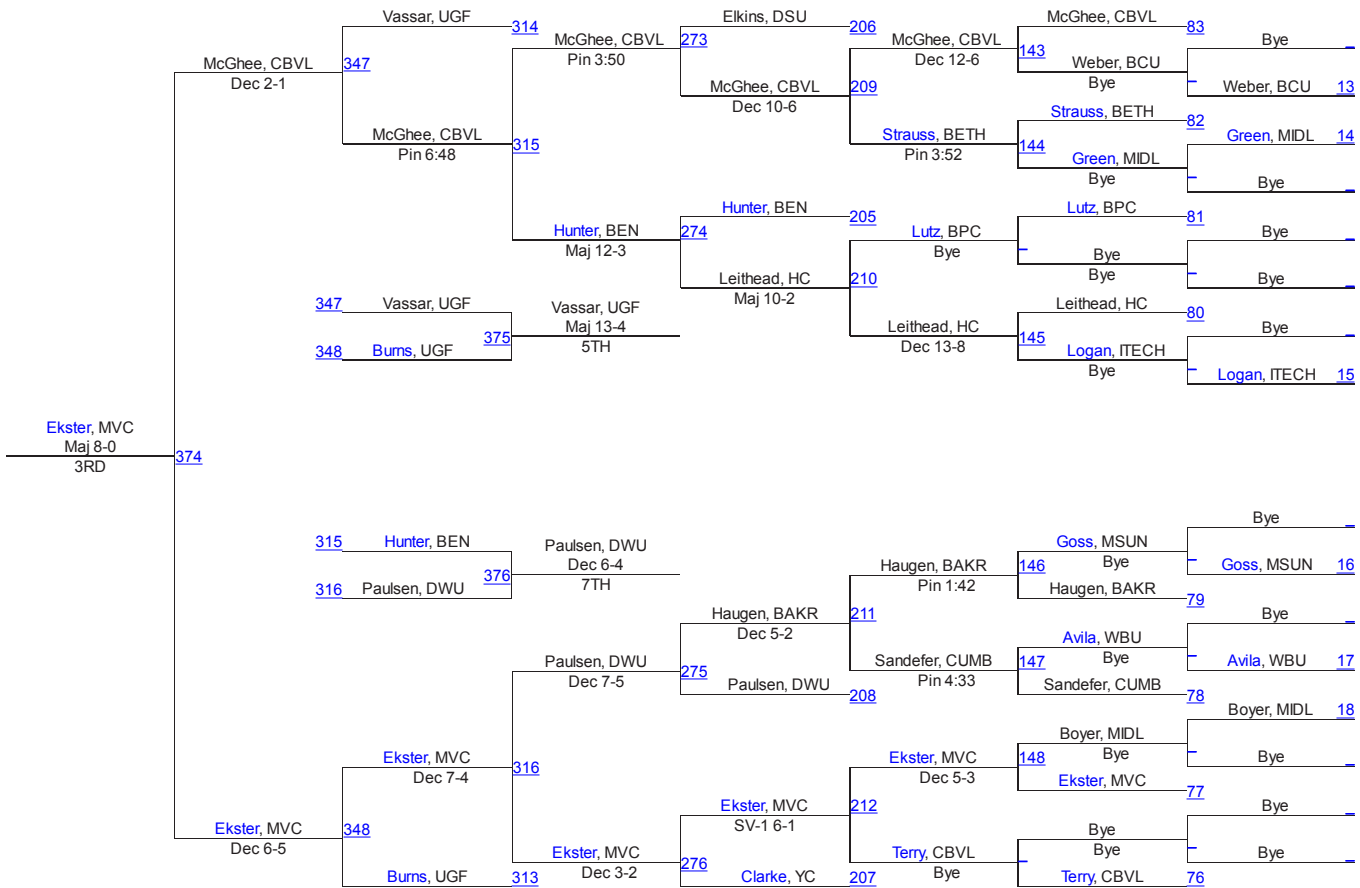 Vassar, UGF
314
Elkins, DSU
206
McGhee, CBVL
83
McGhee, CBVL
Pin 3:50
273
McGhee, CBVL
Dec 12-6
143
Bye
_
McGhee, CBVL
Dec 2-1
347
Weber, BCU
Bye
_
McGhee, CBVL
Dec 10-6
209
Weber, BCU
13
Strauss, BETH
82
McGhee, CBVL
Pin 6:48
315
Strauss, BETH
Pin 3:52
144
Green, MIDL
14
Green, MIDL
Bye
_
Bye
_
Hunter, BEN
205
Lutz, BPC
81
Hunter, BEN
Maj 12-3
274
Lutz, BPC
Bye
_
Bye
_
Bye
Bye
_
Leithead, HC
Maj 10-2
210
Bye
_
347
Vassar, UGF
Vassar, UGF
Maj 13-4
5TH
375
Leithead, HC
80
348
Burns, UGF
Leithead, HC
Dec 13-8
145
Bye
_
Logan, ITECH
Bye
_
Logan, ITECH
15
Ekster, MVC
Maj 8-0
3RD
374
Bye
_
315
Hunter, BEN
Paulsen, DWU
Dec 6-4
7TH
376
Goss, MSUN
Bye
_
316
Paulsen, DWU
Haugen, BAKR
Pin 1:42
146
Goss, MSUN
16
Haugen, BAKR
79
Haugen, BAKR
Dec 5-2
211
Bye
_
Avila, WBU
Bye
_
Paulsen, DWU
Dec 7-5
275
Sandefer, CUMB
Pin 4:33
147
Avila, WBU
17
Paulsen, DWU
208
Sandefer, CUMB
78
Boyer, MIDL
18
Boyer, MIDL
Bye
_
Ekster, MVC
Dec 7-4
316
Ekster, MVC
Dec 5-3
148
Bye
_
Ekster, MVC
77
Ekster, MVC
SV-1 6-1
212
Bye
_
Ekster, MVC
Dec 6-5
348
Bye
Bye
_
Ekster, MVC
Dec 3-2
276
Terry, CBVL
Bye
_
Bye
_
Burns, UGF
313
Clarke, YC
207
Terry, CBVL
76